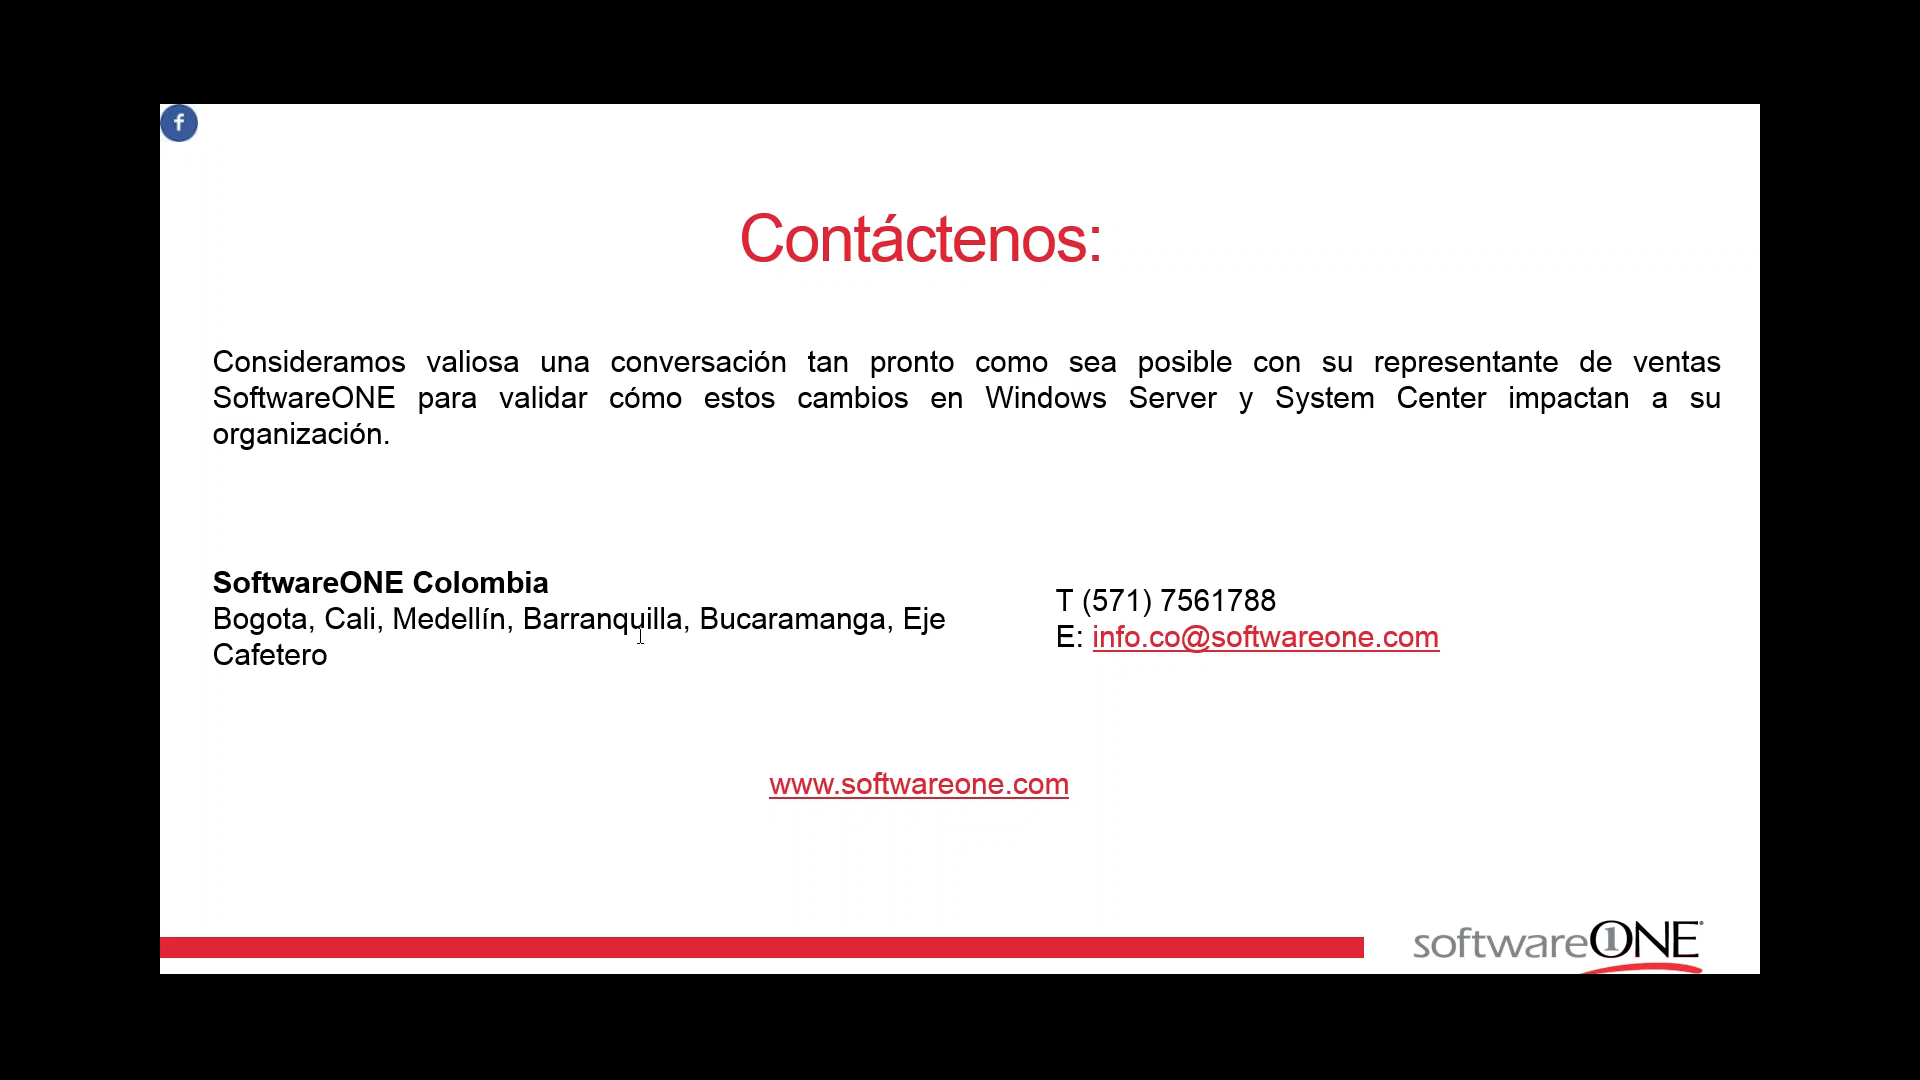 f
Contáctenos:
Consideramos valiosa una conversación tan pronto como sea posible con su representante de ventas
SoftwareONE para validar cómo estos cambios en Windows Server y System Center impactan a su
organización.
SoftwareONE Colombia
Bogota, Cali, Medellín, Barranquilla, Bucaramanga, Eje
Cafetero
T (571) 7561788
E: info.co@softwareone.com
www.softwareone.com
software1ONE